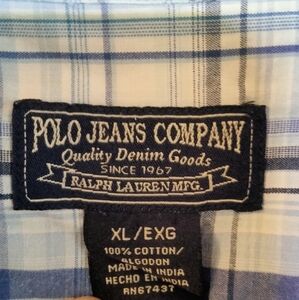 POLO JEANS COMPANY
Quality Denim Goods
SINCE 1967
RALPH LAUREN MFG.
XL/EXG
100% COTTON/
ALGODON
MADE IN INDIA
HECHO EN INDIA
RN67437